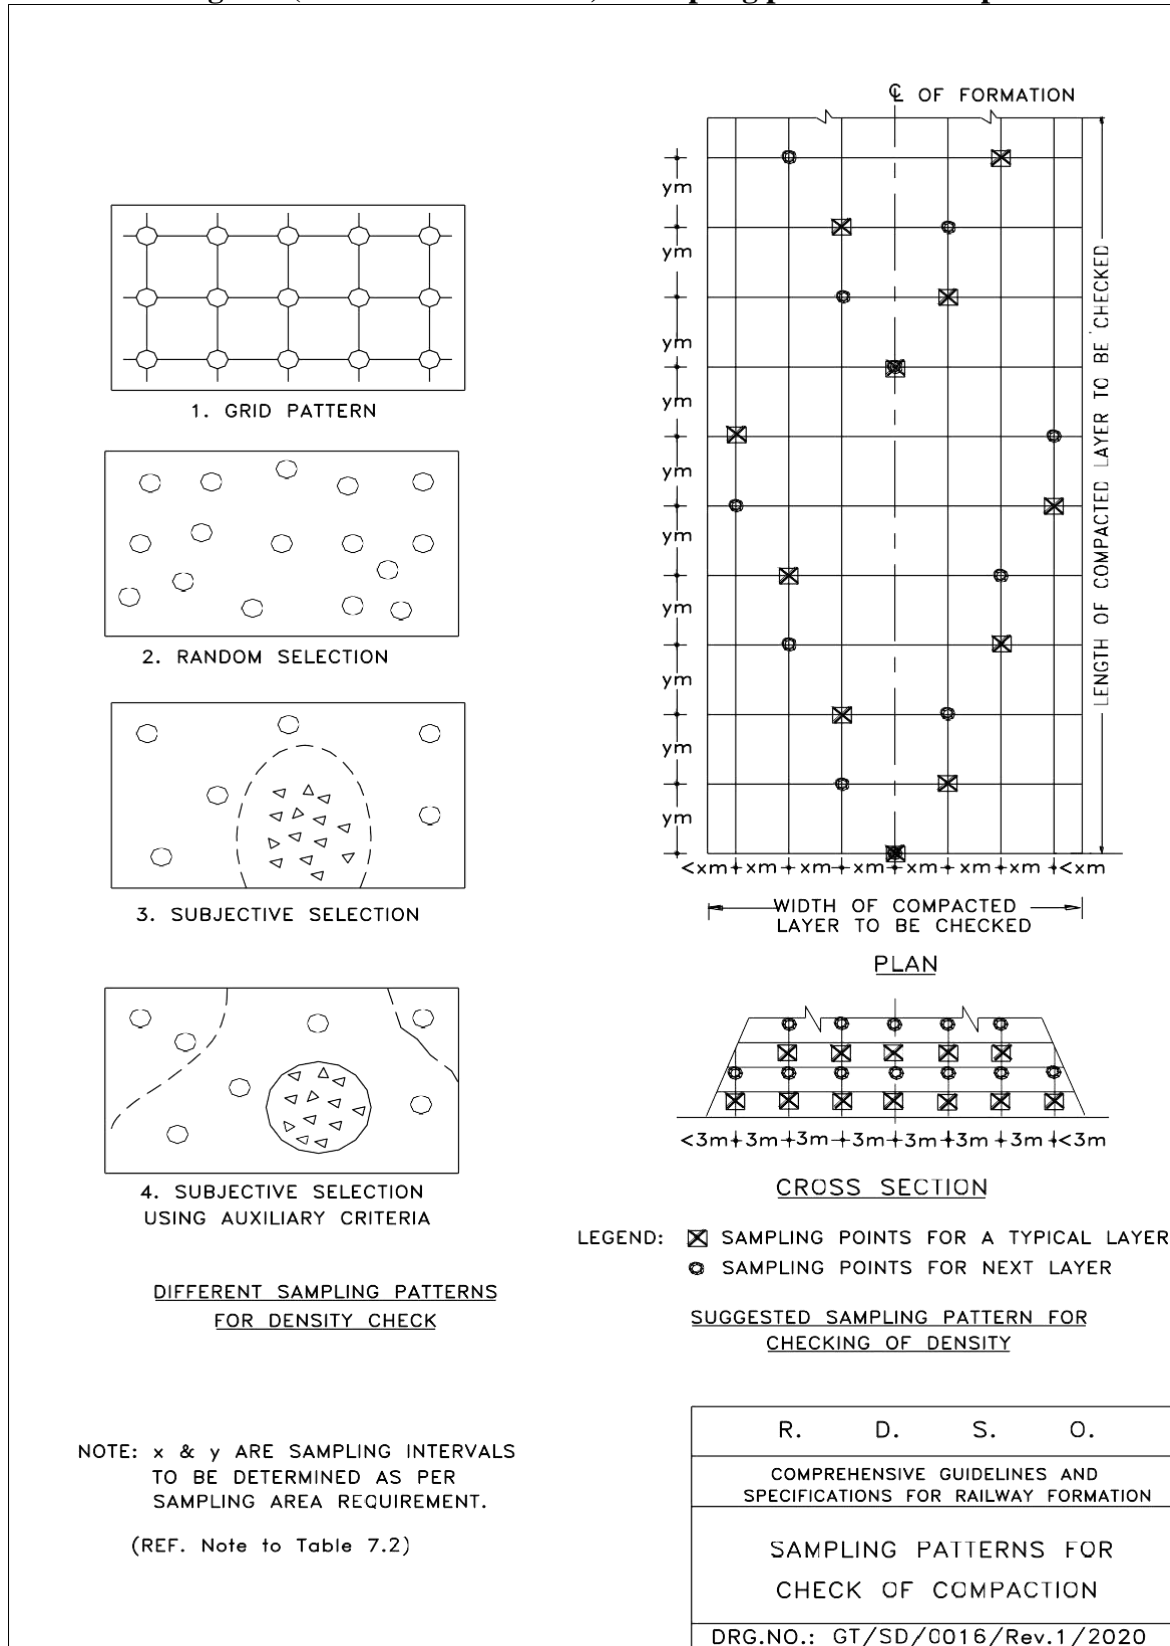 ℄ OF FORMATION
ym
ym
ym
ym
ym
ym
ym
ym
ym
ym
LENGTH OF COMPACTED LAYER TO BE CHECKED
<xm xm xm xm xm xm xm <xm
WIDTH OF COMPACTED
LAYER TO BE CHECKED
PLAN
<3m 3m 3m 3m 3m 3m 3m <3m
CROSS SECTION
LEGEND: SAMPLING POINTS FOR A TYPICAL LAYER
SAMPLING POINTS FOR NEXT LAYER
SUGGESTED SAMPLING PATTERN FOR
CHECKING OF DENSITY
1. GRID PATTERN
2. RANDOM SELECTION
3. SUBJECTIVE SELECTION
4. SUBJECTIVE SELECTION
USING AUXILIARY CRITERIA
DIFFERENT SAMPLING PATTERNS
FOR DENSITY CHECK
NOTE: x & y ARE SAMPLING INTERVALS
TO BE DETERMINED AS PER
SAMPLING AREA REQUIREMENT.
(REF. Note to Table 7.2)
R. D. S. O.
COMPREHENSIVE GUIDELINES AND
SPECIFICATIONS FOR RAILWAY FORMATION
SAMPLING PATTERNS FOR
CHECK OF COMPACTION
DRG.NO.: GT/SD/0016/Rev.1/2020